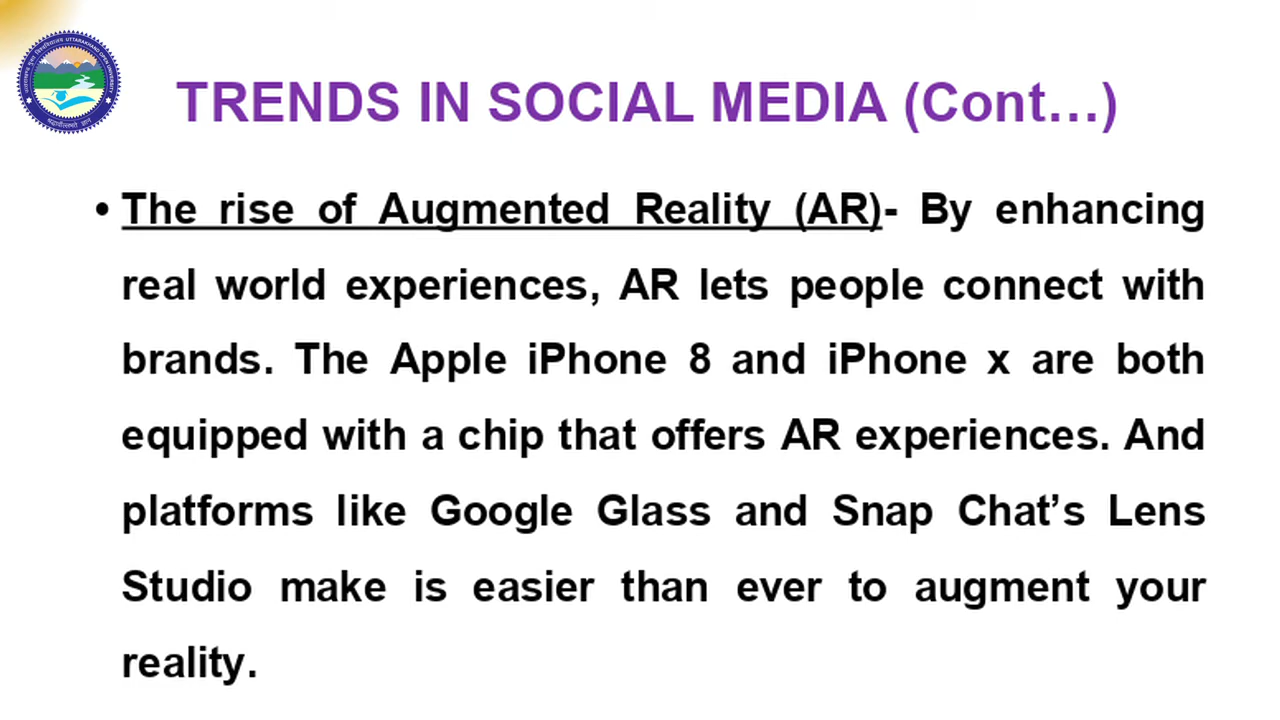 TRENDS IN SOCIAL MEDIA (Cont...)
• The rise of Augmented Reality (AR)- By enhancing
real world experiences, AR lets people connect with
brands. The Apple iPhone 8 and iPhone x are both
equipped with a chip that offers AR experiences. And
platforms like Google Glass and Snap Chat’s Lens
Studio make is easier than ever to augment your
reality.